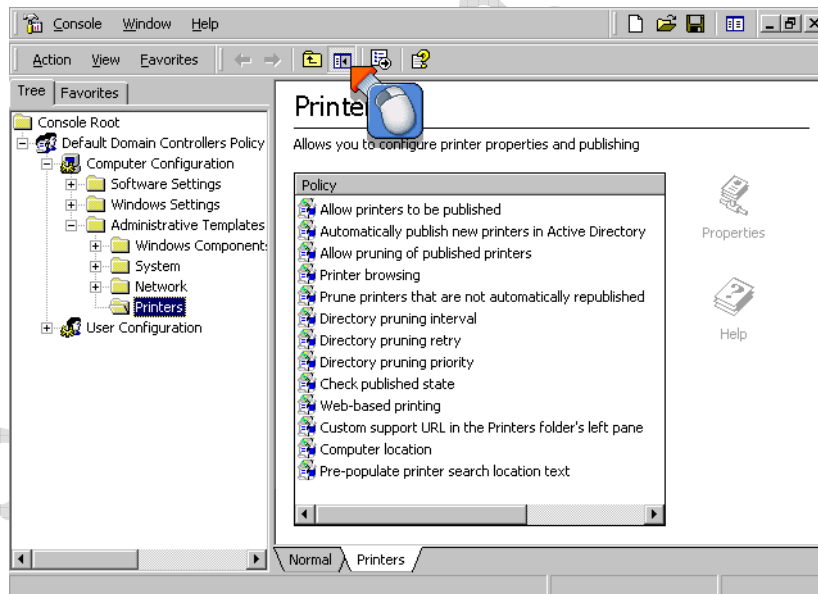 Console Window Help
Action View Favorites
Tree Favorites
Console Root
Default Domain Controllers Policy
Computer Configuration
Software Settings
Windows Settings
Administrative Templates
Windows Component
System
Network
Printers
User Configuration
Printe
Allows you to configure printer properties and publishing
Policy
Allow printers to be published
Automatically publish new printers in Active Directory
Allow pruning of published printers
Printer browsing
Prune printers that are not automatically republished
Directory pruning interval
Directory pruning retry
Directory pruning priority
Check published state
Web-based printing
Custom support URL in the Printers folder's left pane
Computer location
Pre-populate printer search location text
Properties
Help
Normal Printers